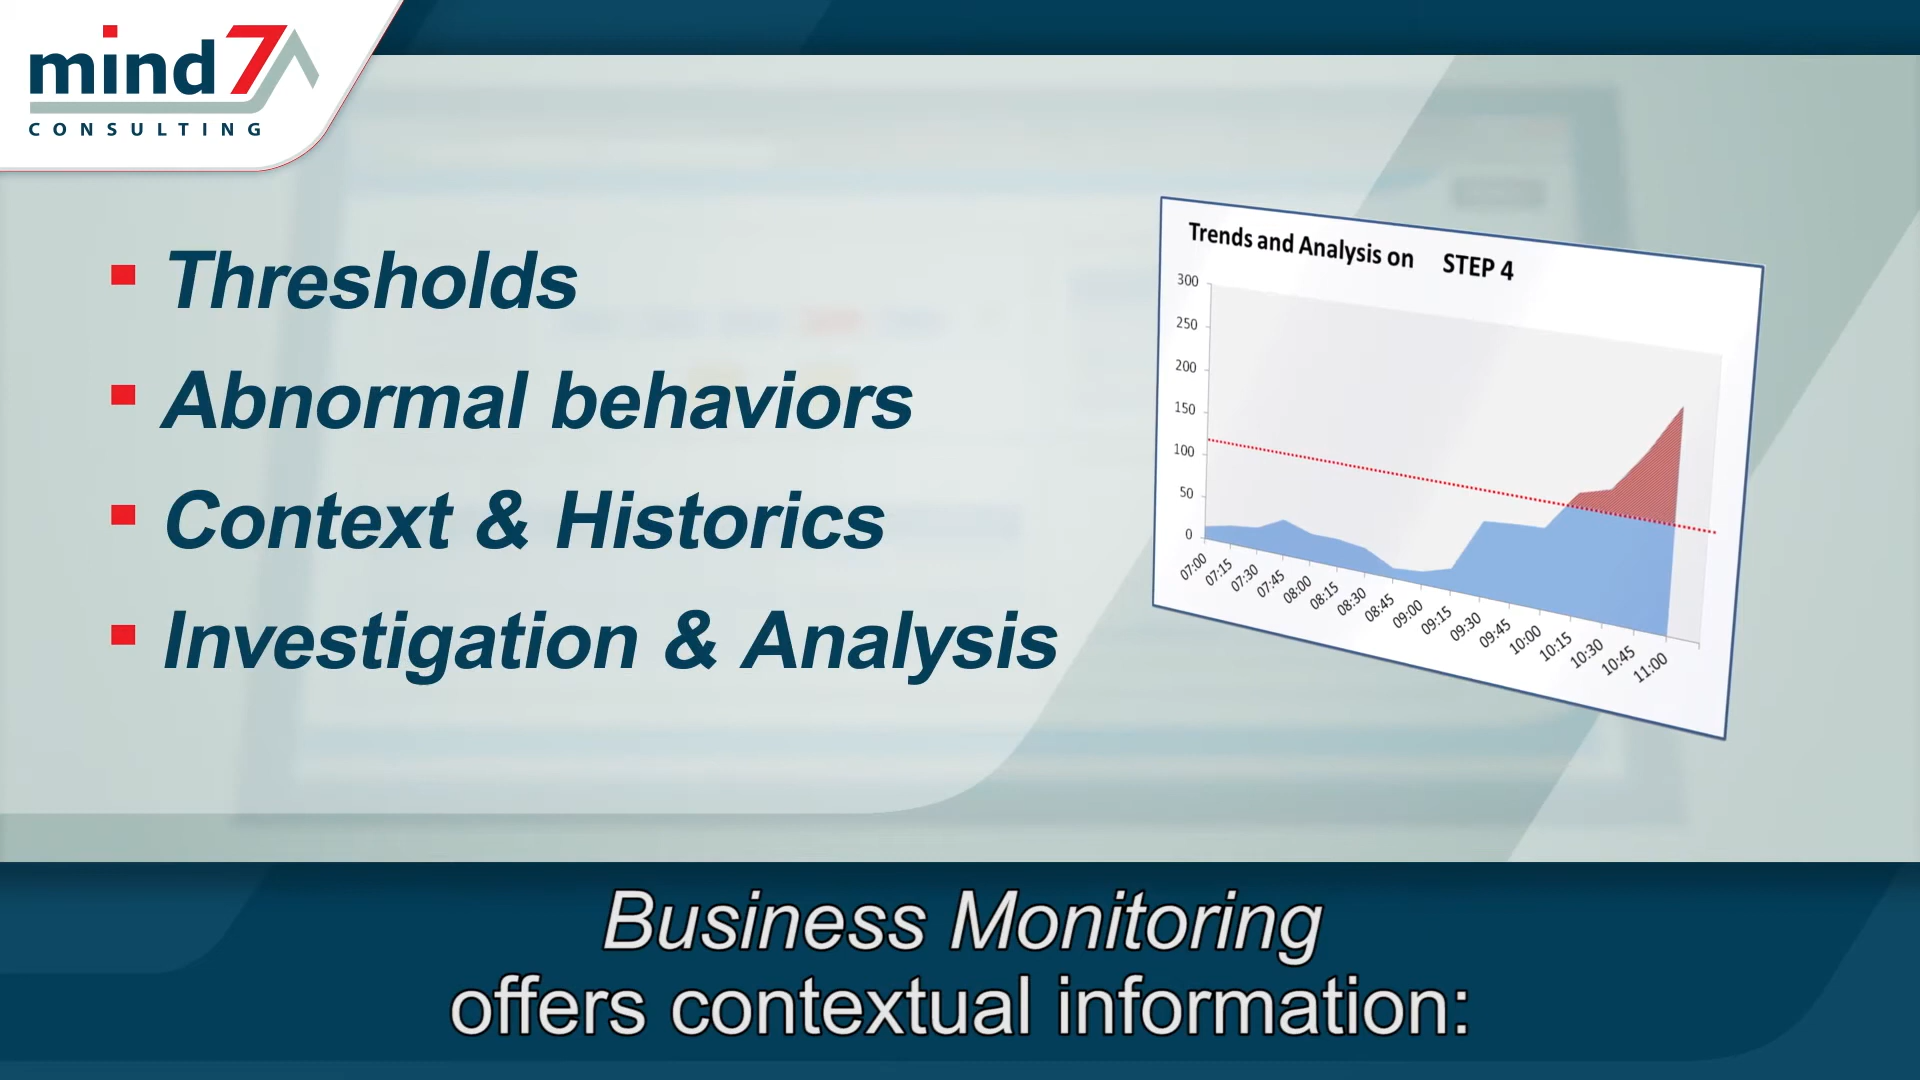 mind7
CONSULTING
Thresholds
Abnormal behaviors
Context & Historics
Investigation & Analysis
Trends and Analysis on STEP 4
300
250
200
150
100
50
0
07:00
07:15
07:30
07:45
08:00
08:15
08:30
08:45
09:00
09:15
09:30
09:45
10:00
10:15
10:30
10:45
11:00
Business Monitoring
offers contextual information: